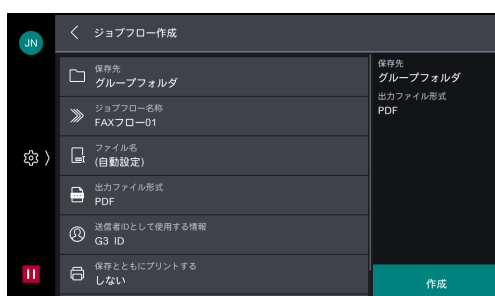 JN
ジョブフロー作成
保存先
グループフォルダ
ジョブフロー名称
FAXフロー01
ファイル名
(自動設定)
出力ファイル形式
PDF
送信者IDとして使用する情報
G3 ID
保存とともにプリントする
しない
保存先
グループフォルダ
出力ファイル形式
PDF
作成